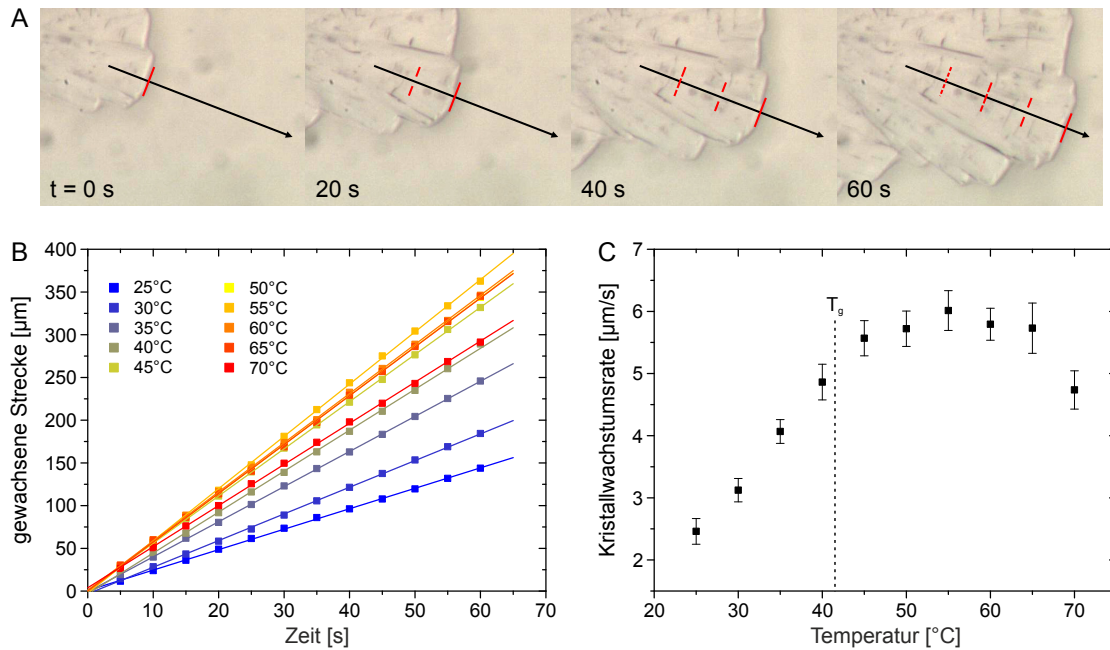 A
t = 0 s
20 s
40 s
60 s
B
gewachsene Strecke [µm]
400
350
300
250
200
150
100
50
0
25°C
30°C
35°C
40°C
45°C
50°C
55°C
60°C
65°C
70°C
0 10 20 30 40 50 60 70
Zeit [s]
C
Kristallwachstumsrate [µm/s]
7
6
5
4
3
2
Tg
20 30 40 50 60 70
Temperatur [°C]